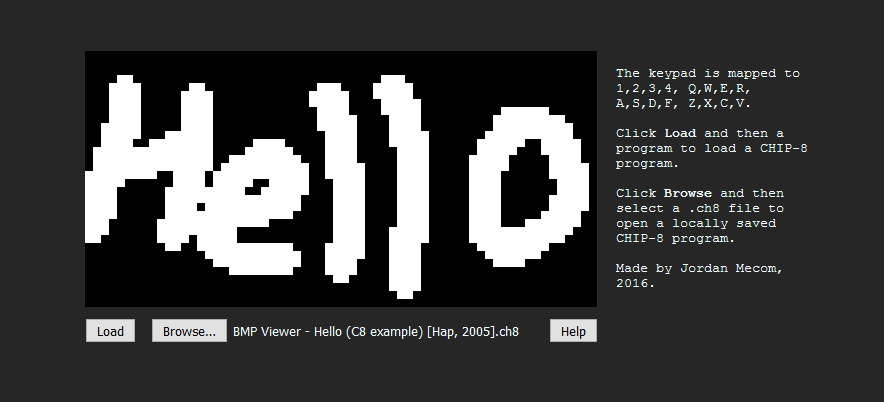 Hello
The keypad is mapped to
1,2,3,4, Q,W,E,R,
A,S,D,F, Z,X,C,V.
Click Load and then a
program to load a CHIP-8
program.
Click Browse and then
select a .ch8 file to
open a locally saved
CHIP-8 program.
Made by Jordan Mecom,
2016.
Load Browse... BMP Viewer - Hello (C8 example) [Hap, 2005].ch8 Help